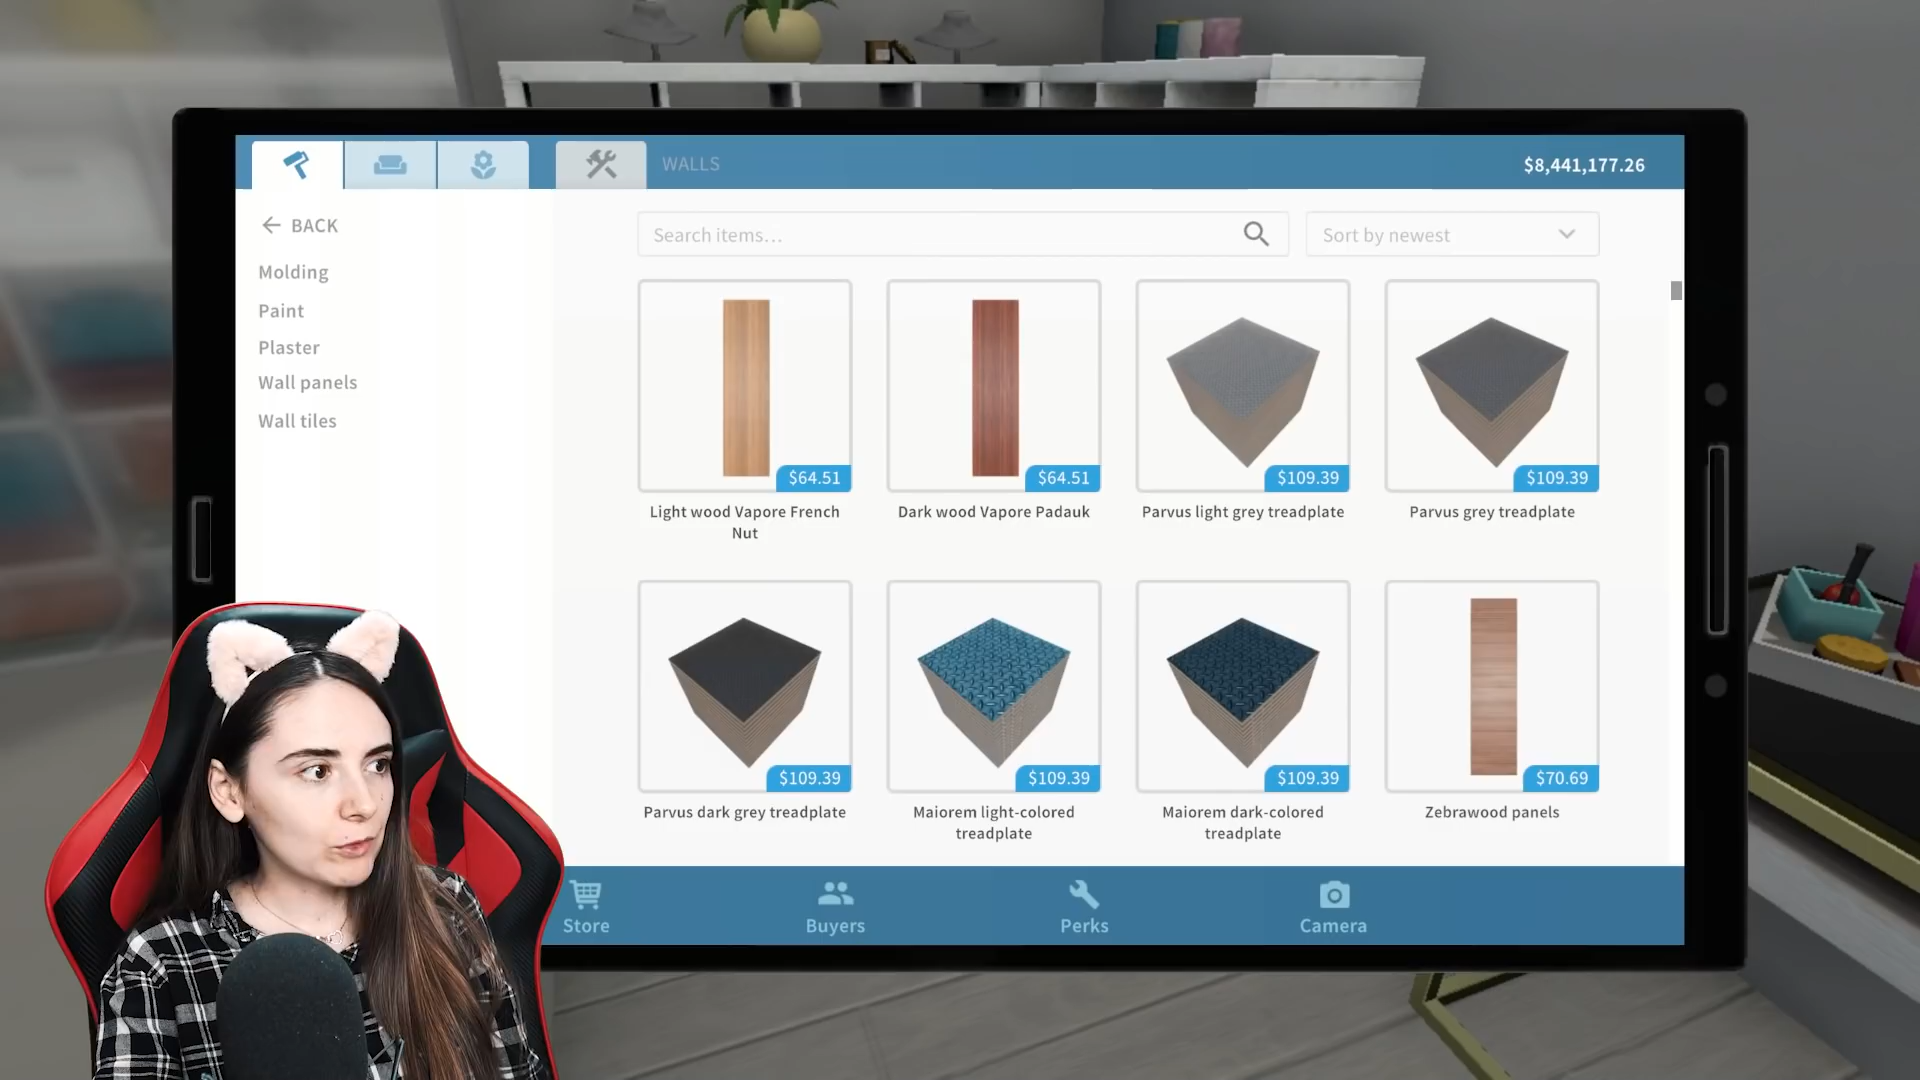 WALLS
$8,441,177.26
BACK
Molding
Paint
Plaster
Wall panels
Wall tiles
Search items...
Sort by newest
$64.51
$64.51
$109.39
$109.39
Light wood Vapore French
Nut
Dark wood Vapore Padauk
Parvus light grey treadplate
Parvus grey treadplate
$109.39
$109.39
$109.39
$70.69
Parvus dark grey treadplate
Maiorem light-colored
treadplate
Maiorem dark-colored
treadplate
Zebrawood panels
Store
Buyers
Perks
Camera